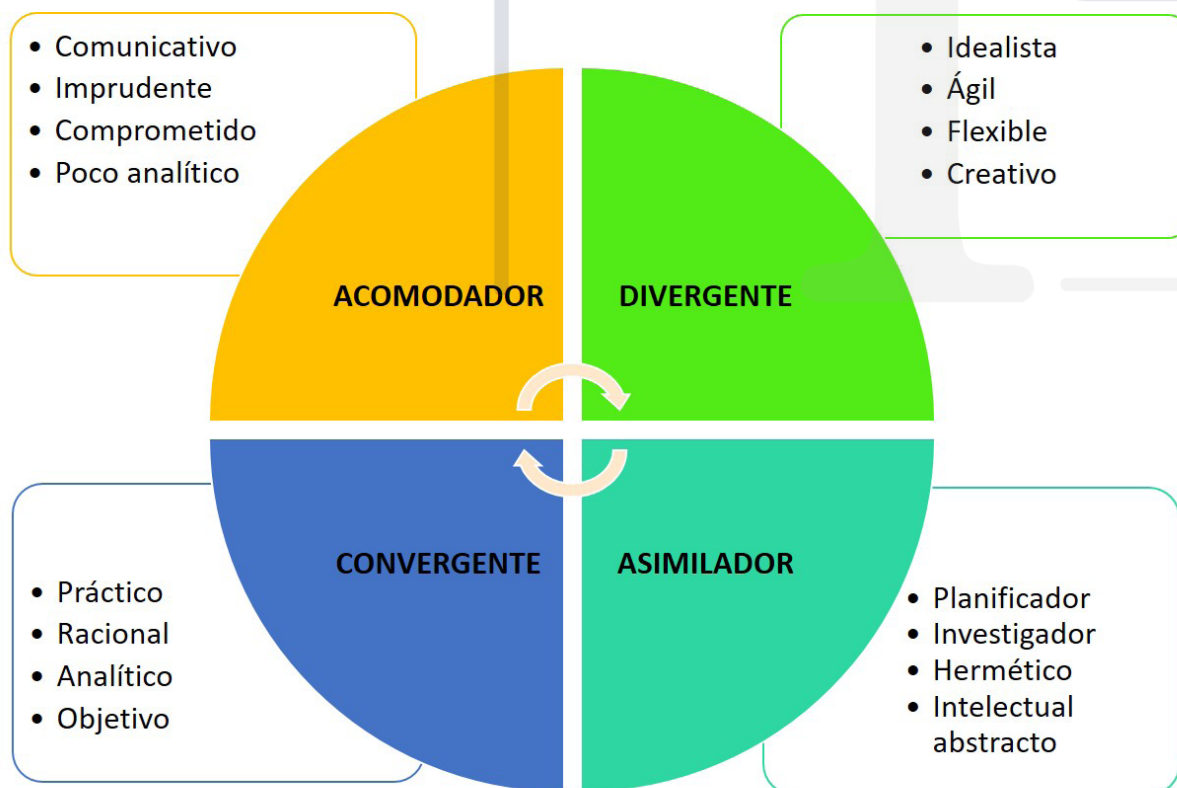 • Comunicativo
• Imprudente
• Comprometido
• Poco analítico
• Idealista
• Ágil
• Flexible
• Creativo
ACOMODADOR
DIVERGENTE
CONVERGENTE
ASIMILADOR
• Práctico
• Racional
• Analítico
• Objetivo
• Planificador
• Investigador
• Hermético
• Intelectual
abstracto